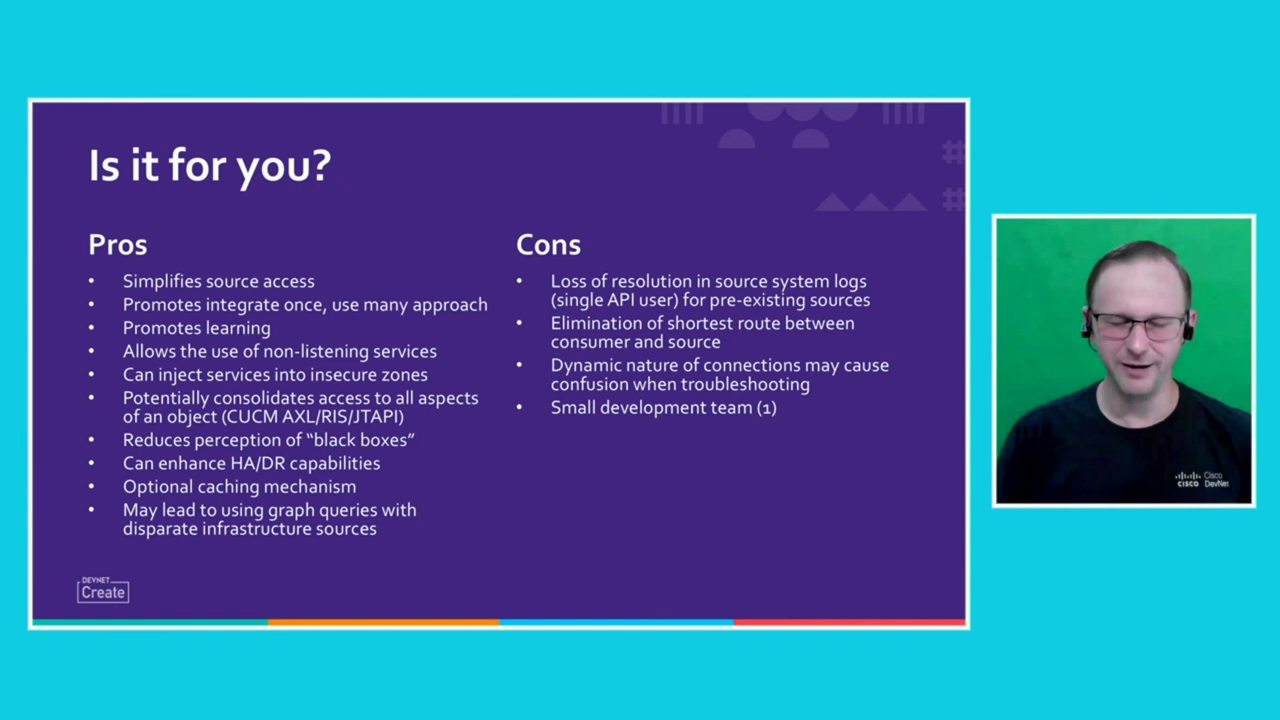 Is it for you?
Pros
• Simplifies source access
• Promotes integrate once, use many approach
• Promotes learning
• Allows the use of non-listening services
• Can inject services into insecure zones
• Potentially consolidates access to all aspects
of an object (CUCM AXL/RIS/JTAPI)
• Reduces perception of “black boxes”
• Can enhance HA/DR capabilities
• Optional caching mechanism
• May lead to using graph queries with
disparate infrastructure sources
Cons
• Loss of resolution in source system logs
(single API user) for pre-existing sources
• Elimination of shortest route between
consumer and source
• Dynamic nature of connections may cause
confusion when troubleshooting
• Small development team (1)
DEVNET
Create
CISCO
Cisco
DevNet